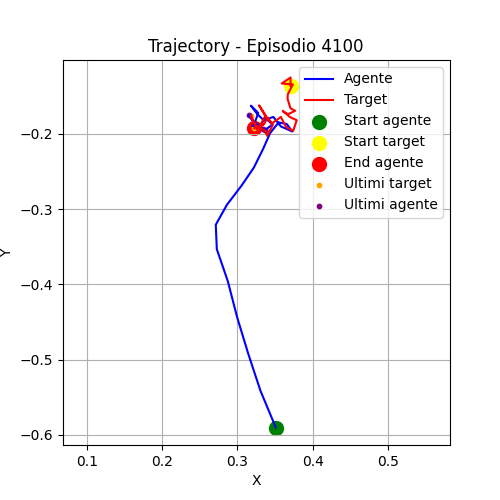 Trajectory - Episodio 4100
Agente
Target
Start agente
Start target
End agente
Ultimi target
Ultimi agente
−0.2
−0.3
−0.4
−0.5
−0.6
Y
0.1 0.2 0.3 0.4 0.5
X